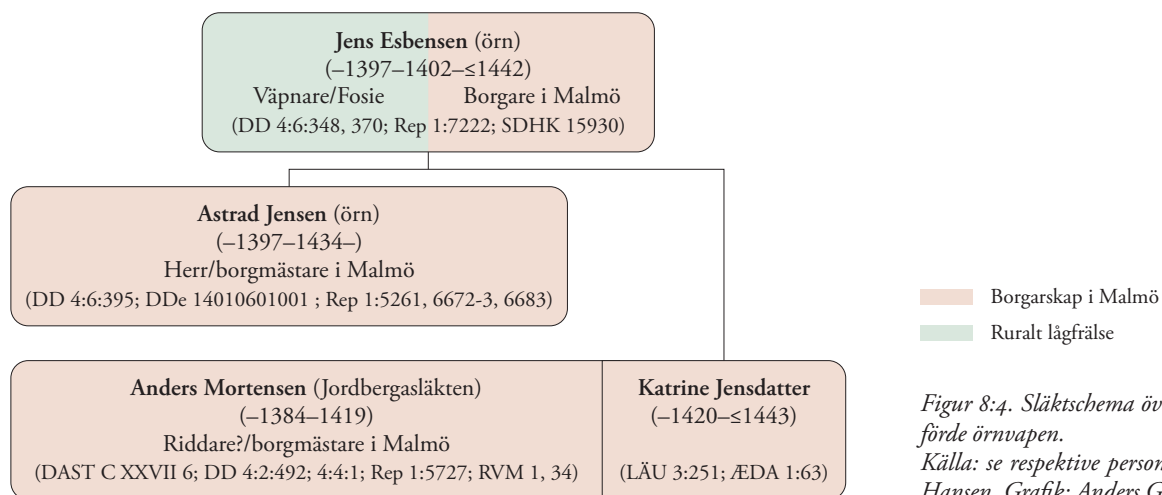 Jens Esbensen (örn)
(–1397–1402–≤1442)
Väpnare/Fosie Borgare i Malmö
(DD 4:6:348, 370; Rep 1:7222; SDHK 15930)
Astrad Jensen (örn)
(–1397–1434–)
Herr/borgmästare i Malmö
(DD 4:6:395; DDe 14010601001 ; Rep 1:5261, 6672-3, 6683)
Anders Mortensen (Jordbergasläkten)
(–1384–1419)
Riddare?/borgmästare i Malmö
(DAST C XXVII 6; DD 4:2:492; 4:4:1; Rep 1:5727; RVM 1, 34)
Katrine Jensdatter
(–1420–≤1443)
(LÄU 3:251; ÆDA 1:63)
Borgarskap i Malmö
Ruralt lågfrälse
Figur 8:4. Släktschema öv
förde örnvapen.
Källa: se respektive person
Hansen. Grafik: Anders G